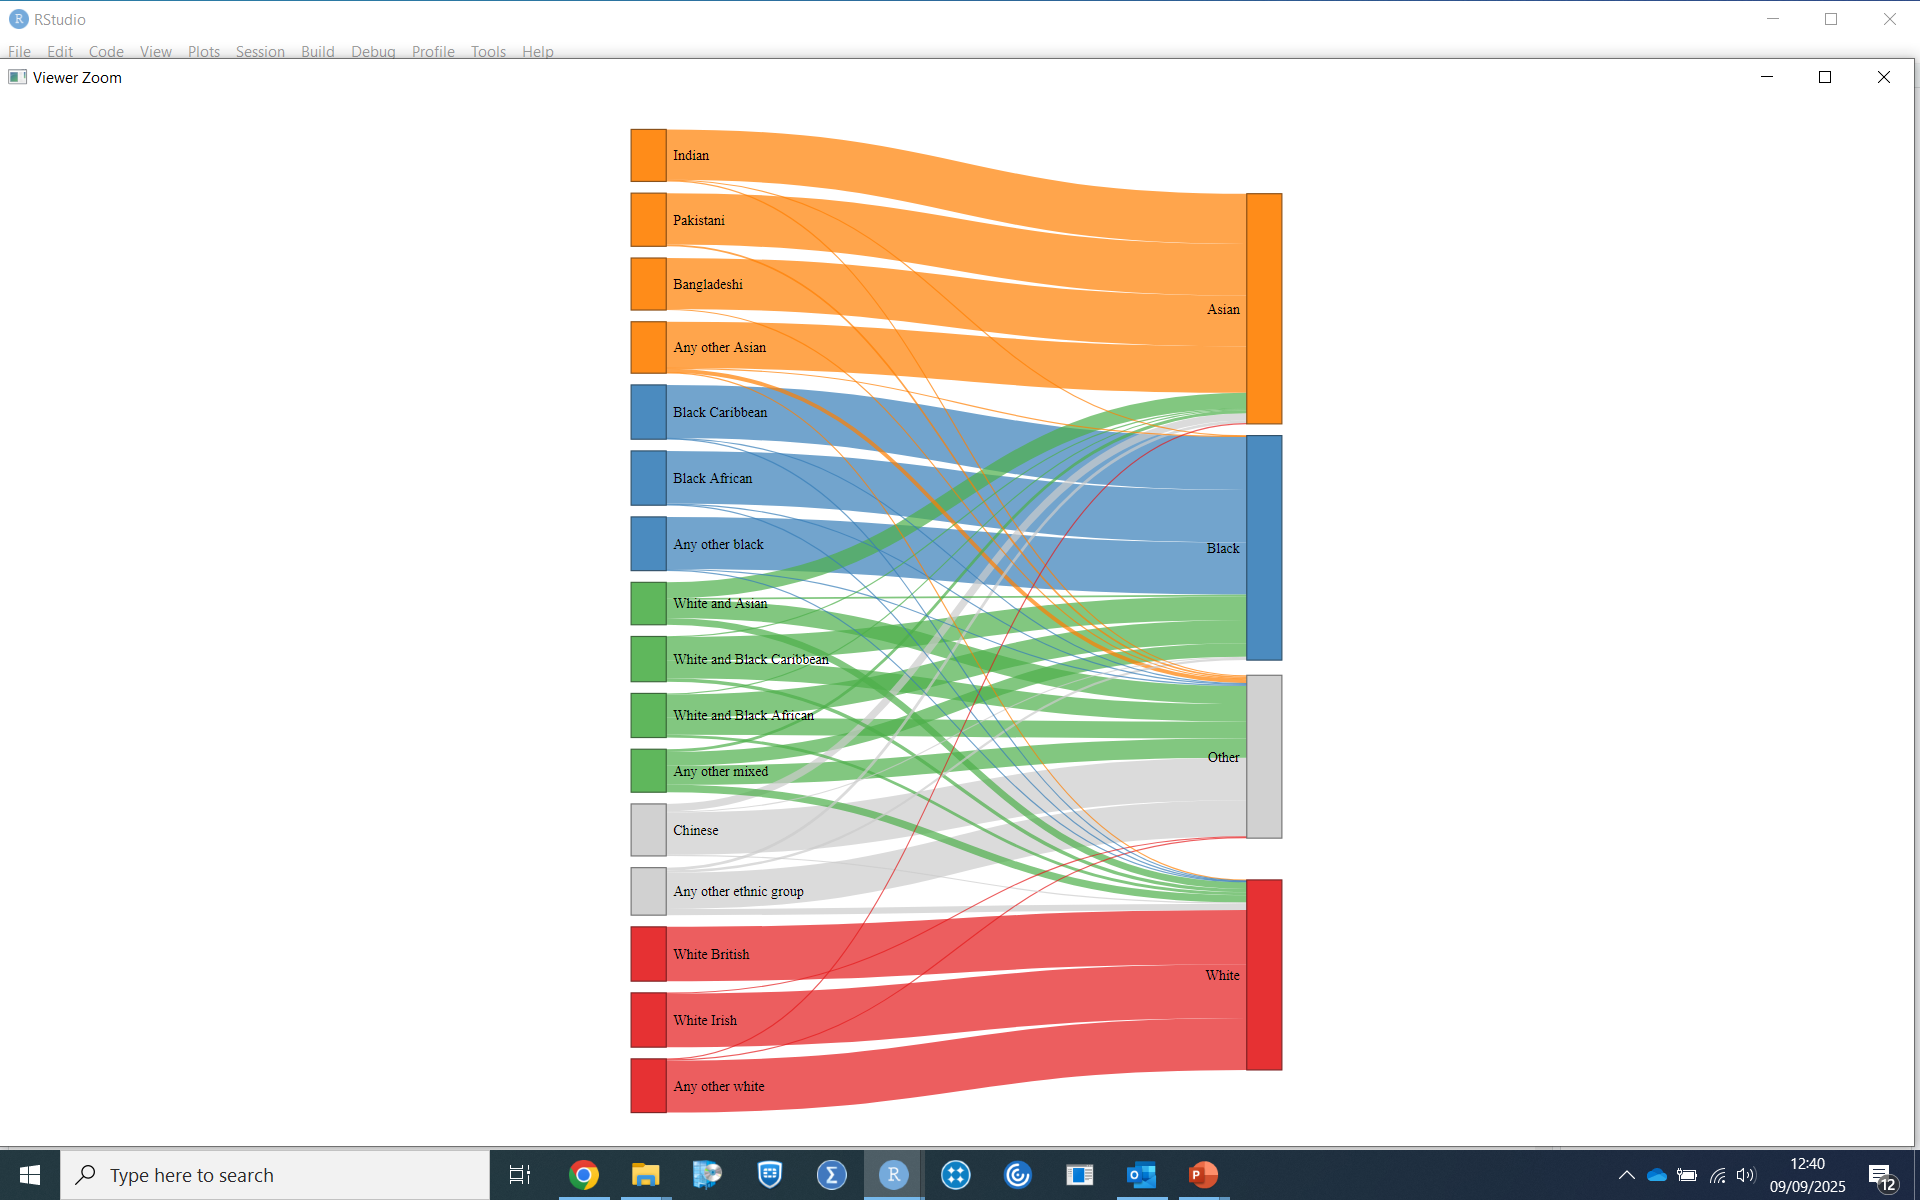 RStudio
File Edit Code View Plots Session Build Debug Profile Tools Help
Viewer Zoom
Indian
Pakistani
Bangladeshi
Any other Asian
Black Caribbean
Black African
Any other black
White and Asian
White and Black Caribbean
White and Black African
Any other mixed
Chinese
Any other ethnic group
White British
White Irish
Any other white
Asian
Black
Other
White
Type here to search
12:40
09/09/2025
12